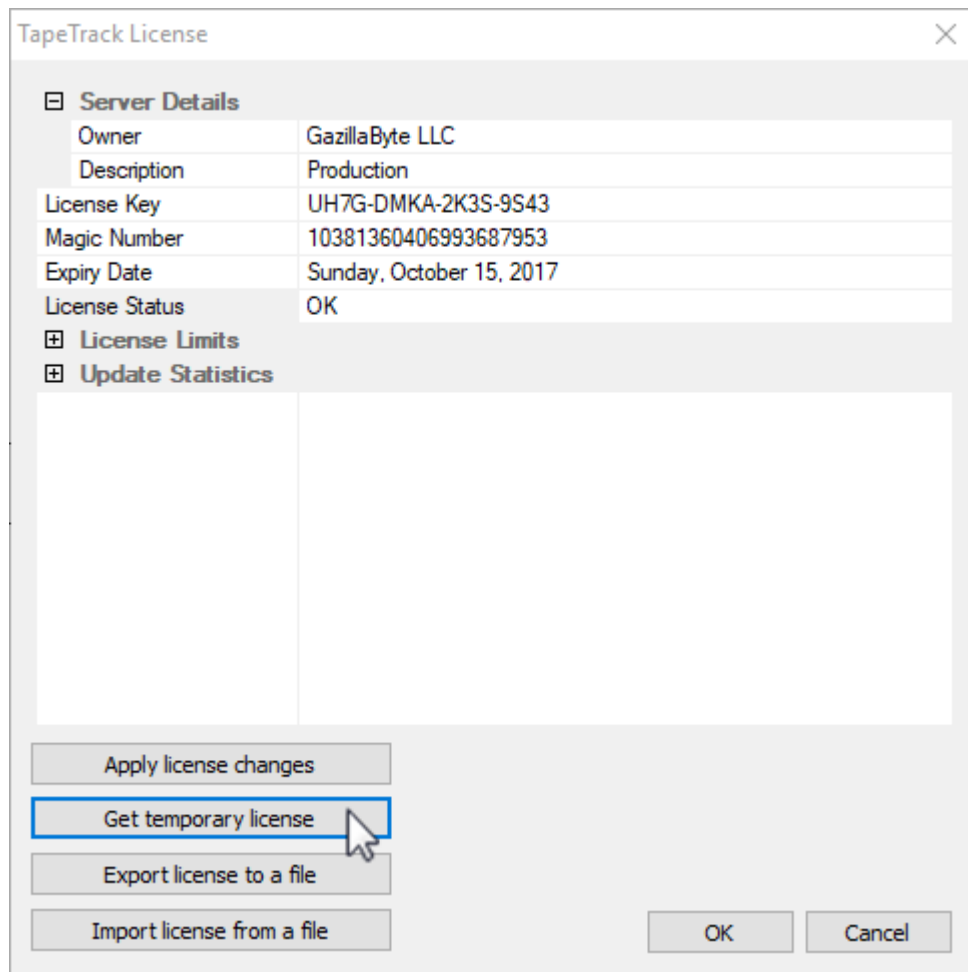 TapeTrack License
Server Details
Owner GazillaByte LLC
Description Production
License Key UH7G-DMKA-2K3S-9S43
Magic Number 10381360406993687953
Expiry Date Sunday, October 15, 2017
License Status OK
License Limits
Update Statistics
Apply license changes
Get temporary license
Export license to a file
Import license from a file
OK Cancel